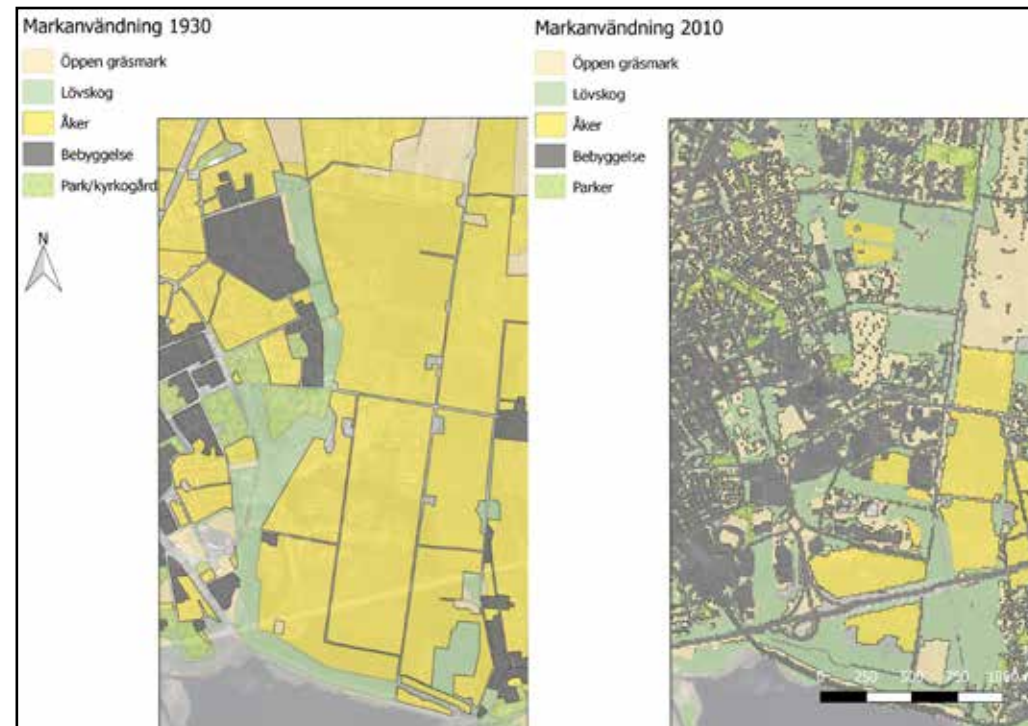 Markanvändning 1930
Öppen gräsmark
Lövskog
Åker
Bebyggelse
Park/kyrkogård
N
Markanvändning 2010
Öppen gräsmark
Lövskog
Åker
Bebyggelse
Parker
0 250 500 750 1000 m